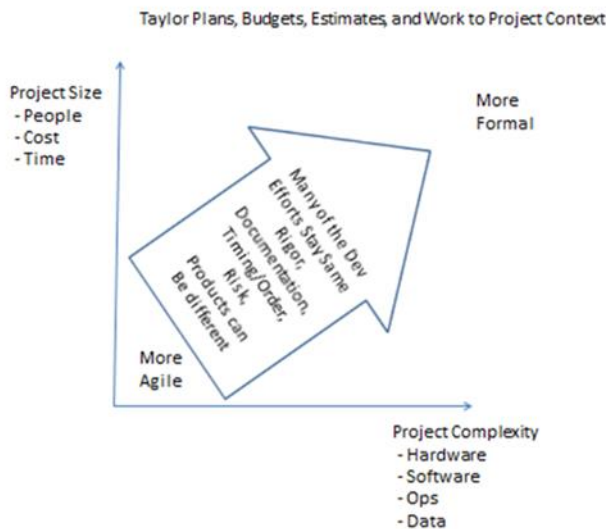 Taylor Plans, Budgets, Estimates, and Work to Project Context
Project Size
- People
- Cost
- Time
More
Formal
Many of the Dev
Efforts Stay Same
Rigor,
Documentation,
Timing/Order,
Risk,
Products can
Be different
More
Agile
Project Complexity
- Hardware
- Software
- Ops
- Data